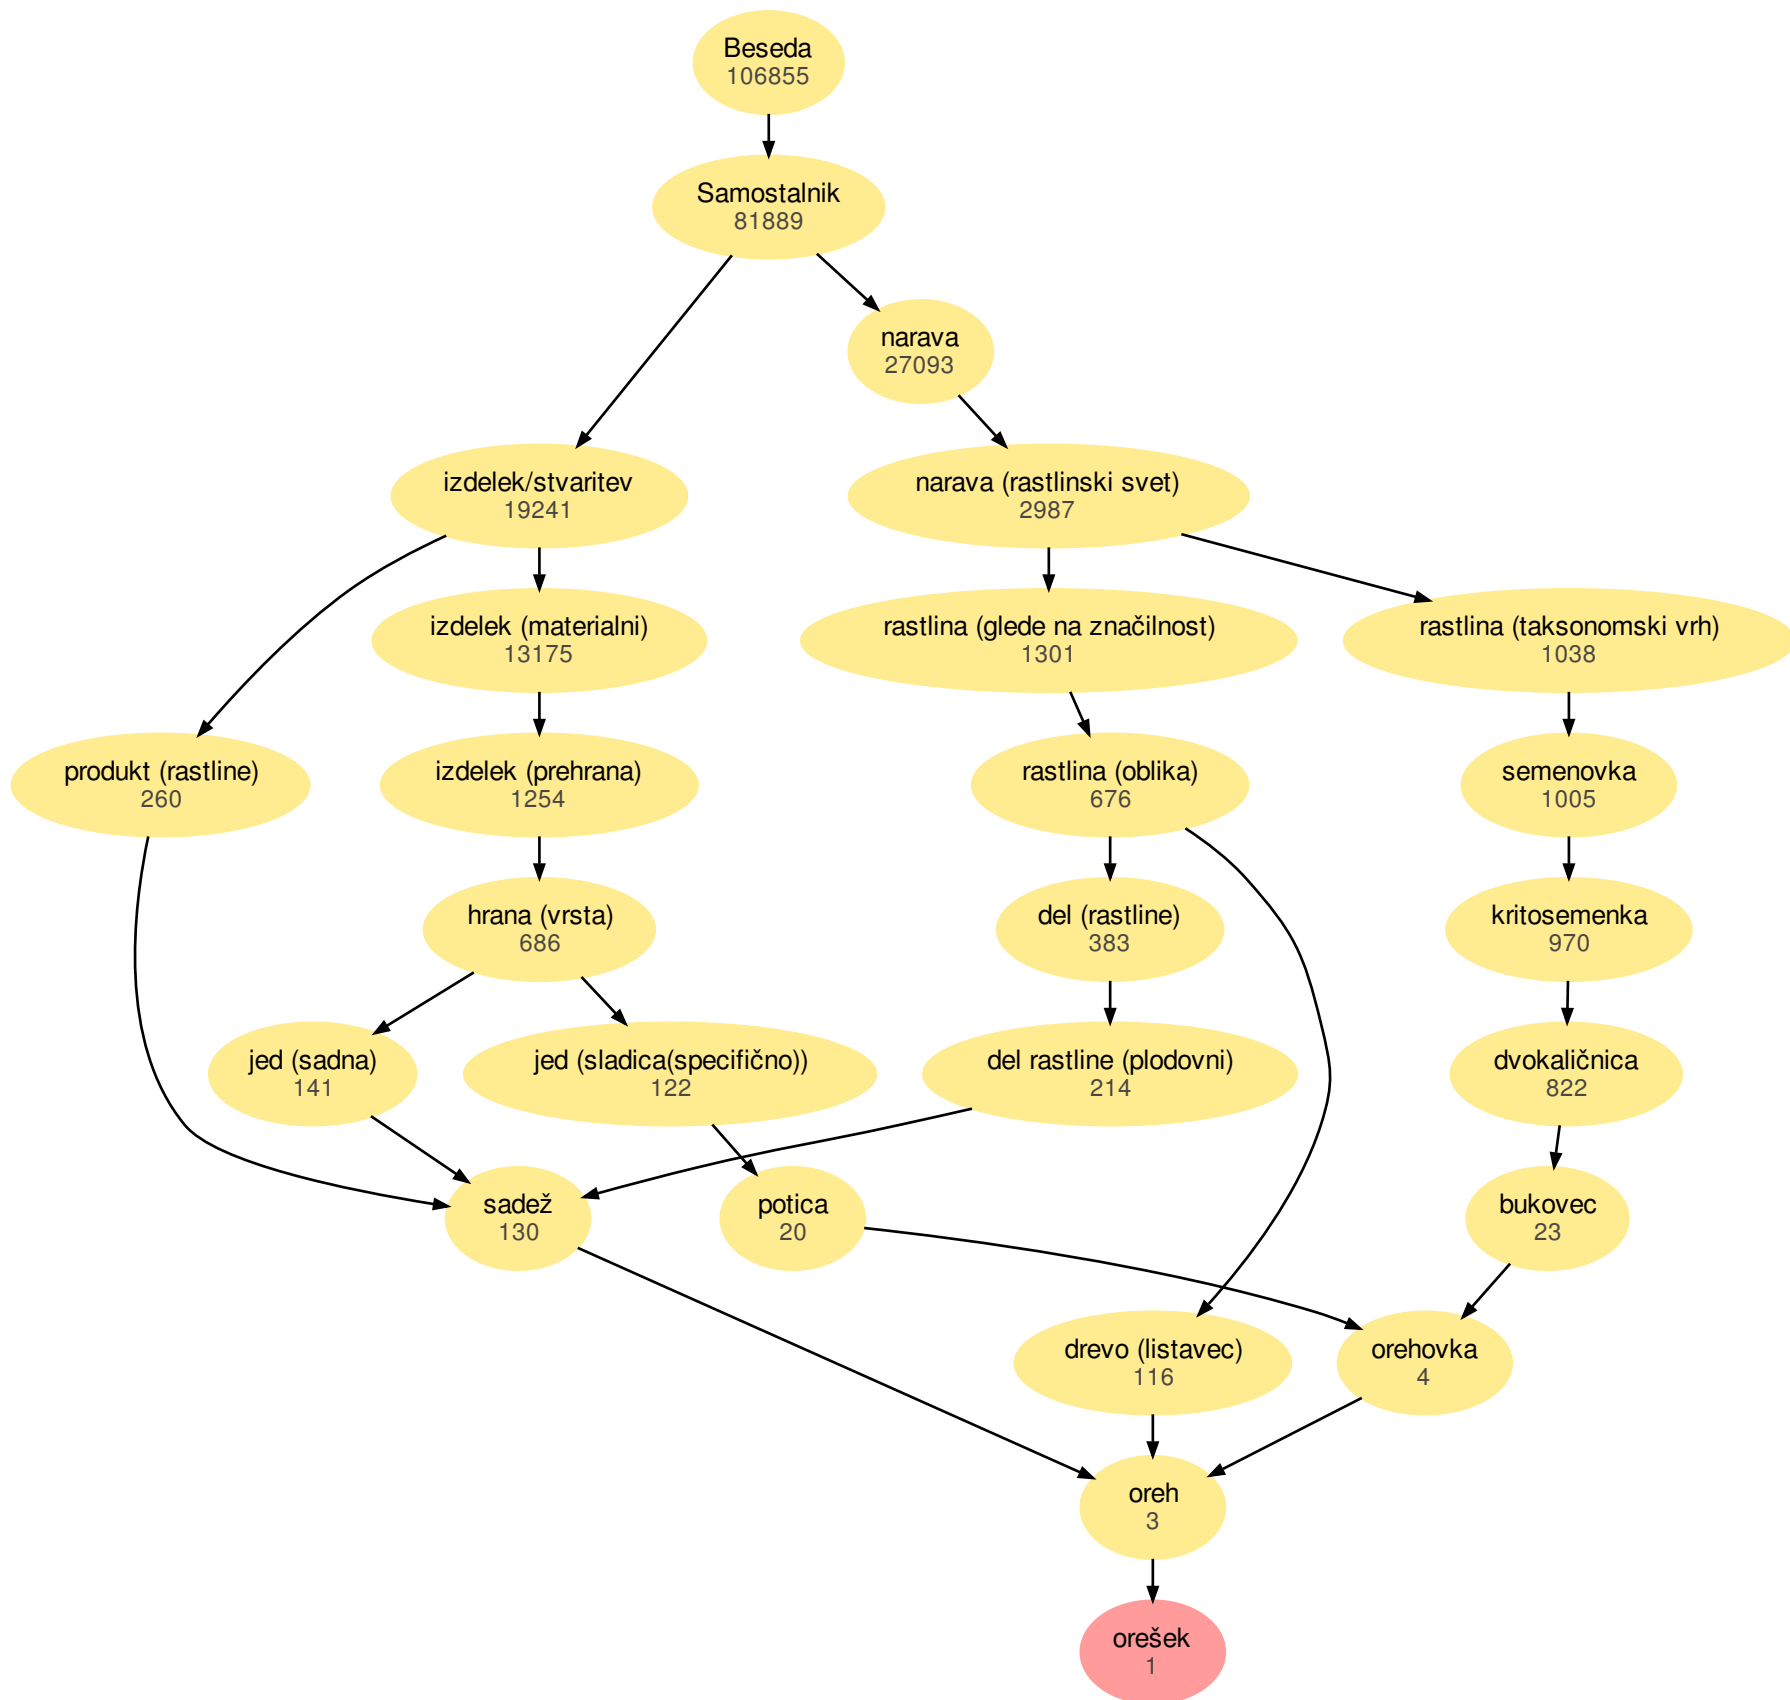 Beseda
106855
Samostalnik
81889
narava
27093
izdelek/stvaritev
19241
narava (rastlinski svet)
2987
izdelek (materialni)
13175
rastlina (glede na značilnost)
1301
rastlina (taksonomski vrh)
1038
produkt (rastline)
260
izdelek (prehrana)
1254
rastlina (oblika)
676
semenovka
1005
hrana (vrsta)
686
del (rastline)
383
kritosemenka
970
jed (sadna)
141
jed (sladica(specifično))
122
del rastline (plodovni)
214
dvokaličnica
822
sadež
130
potica
20
bukovec
23
drevo (listavec)
116
orehovka
4
oreh
3
orešek
1